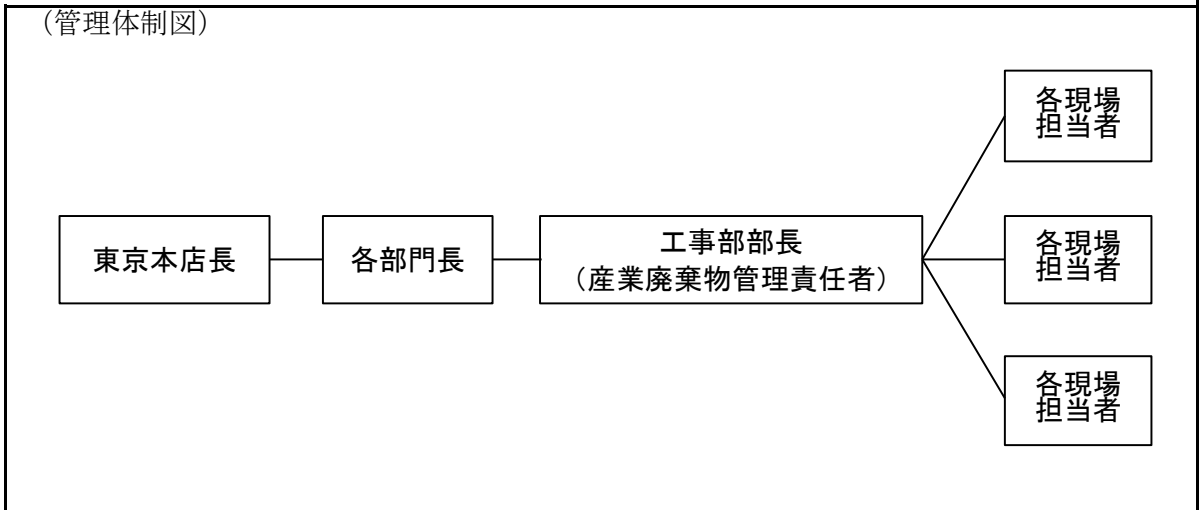 （管理体制図）
各現場
担当者
東京本店長
各部門長
工事部部長
（産業廃棄物管理責任者）
各現場
担当者
各現場
担当者